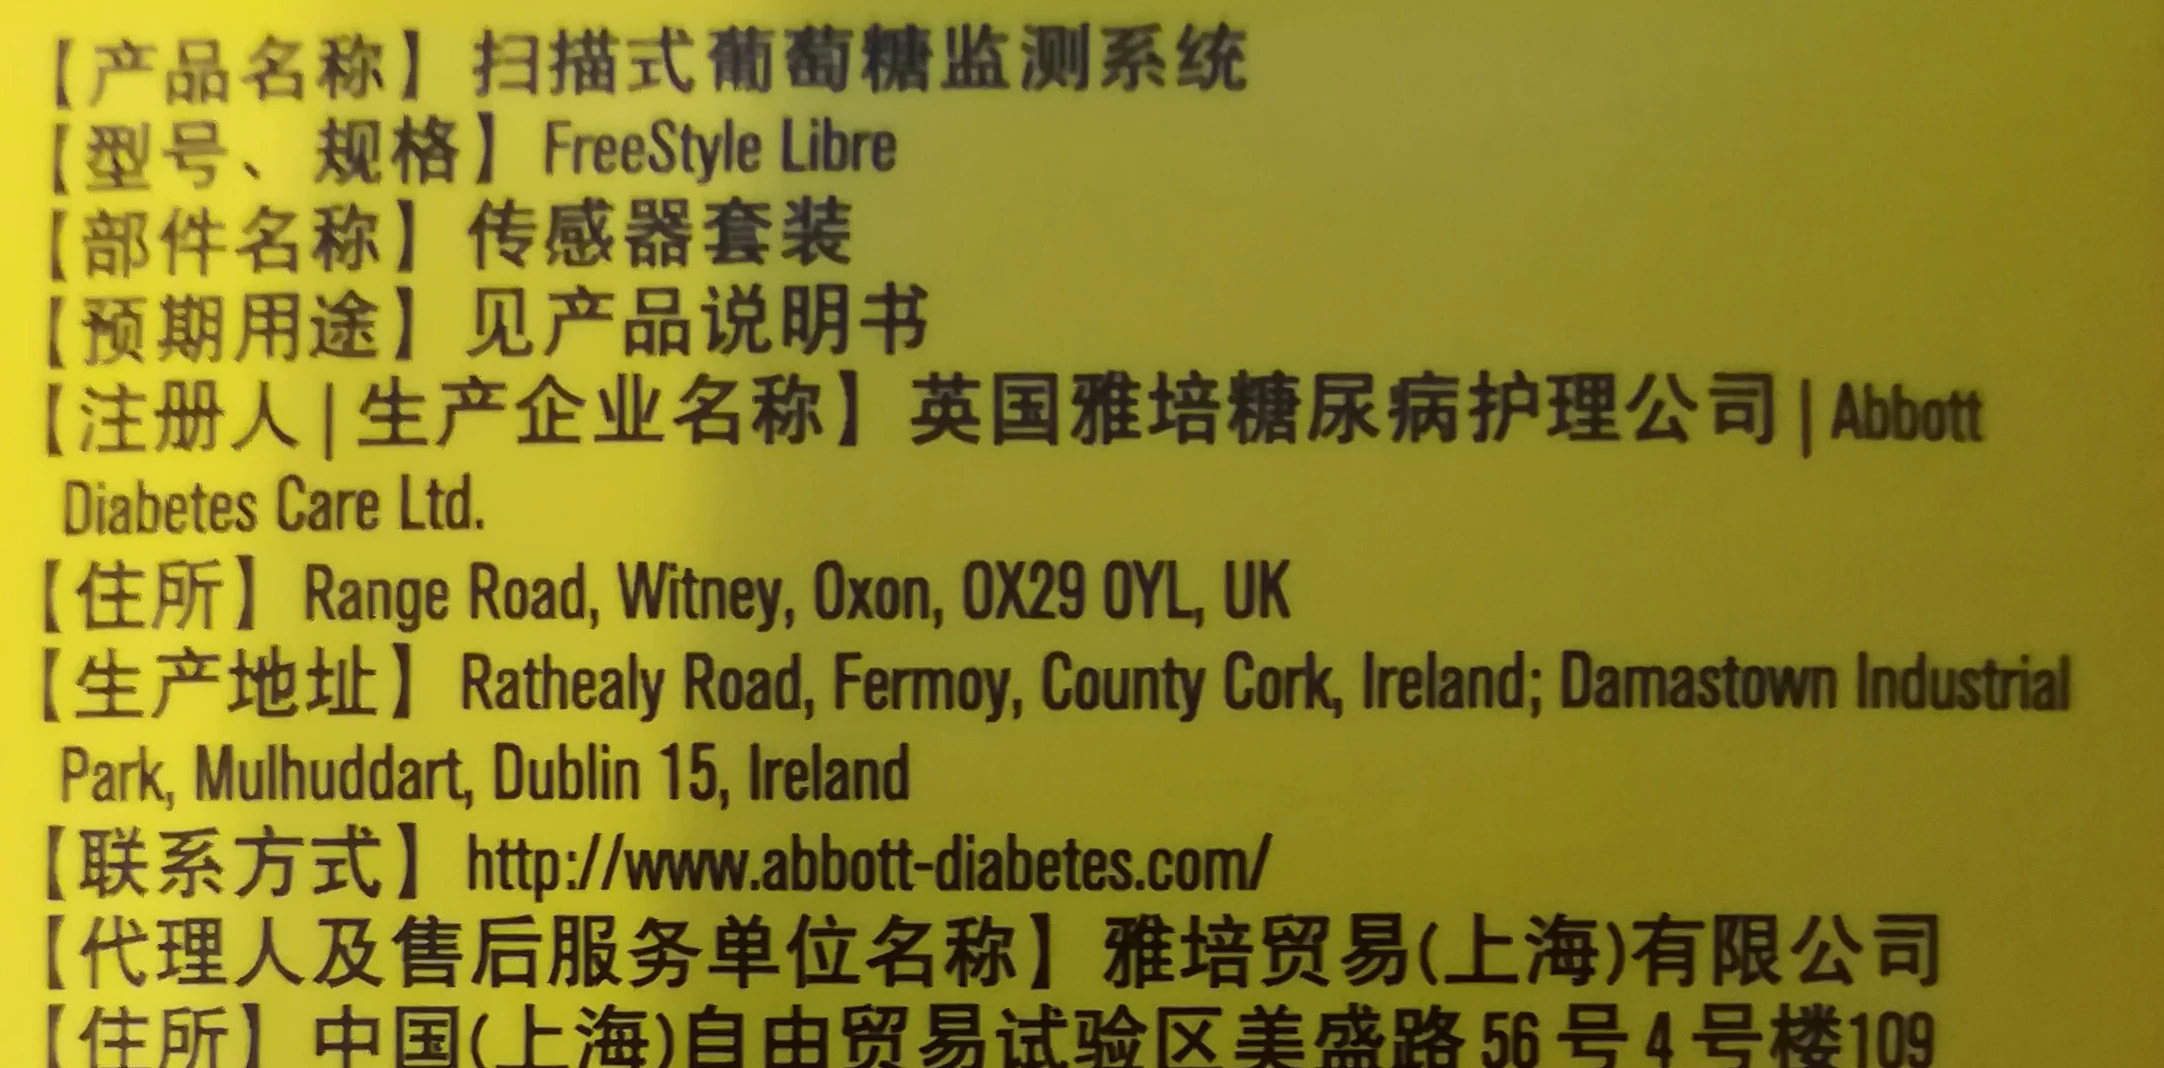 【产品名称】扫描式葡萄糖监测系统
【型号、规格】FreeStyle Libre
【部件名称】传感器套装
【预期用途】见产品说明书
【注册人|生产企业名称】英国雅培糖尿病护理公司|Abbott
Diabetes Care Ltd.
【住所】Range Road, Witney, Oxon, OX29 0YL, UK
【生产地址】Rathealy Road, Fermoy, County Cork, Ireland; Damastown Industrial
Park, Mulhuddart, Dublin 15, Ireland
【联系方式】http://www.abbott-diabetes.com/
【代理人及售后服务单位名称】雅培贸易(上海)有限公司
【住所】中国(上海)自由贸易试验区美盛路56号4号楼109